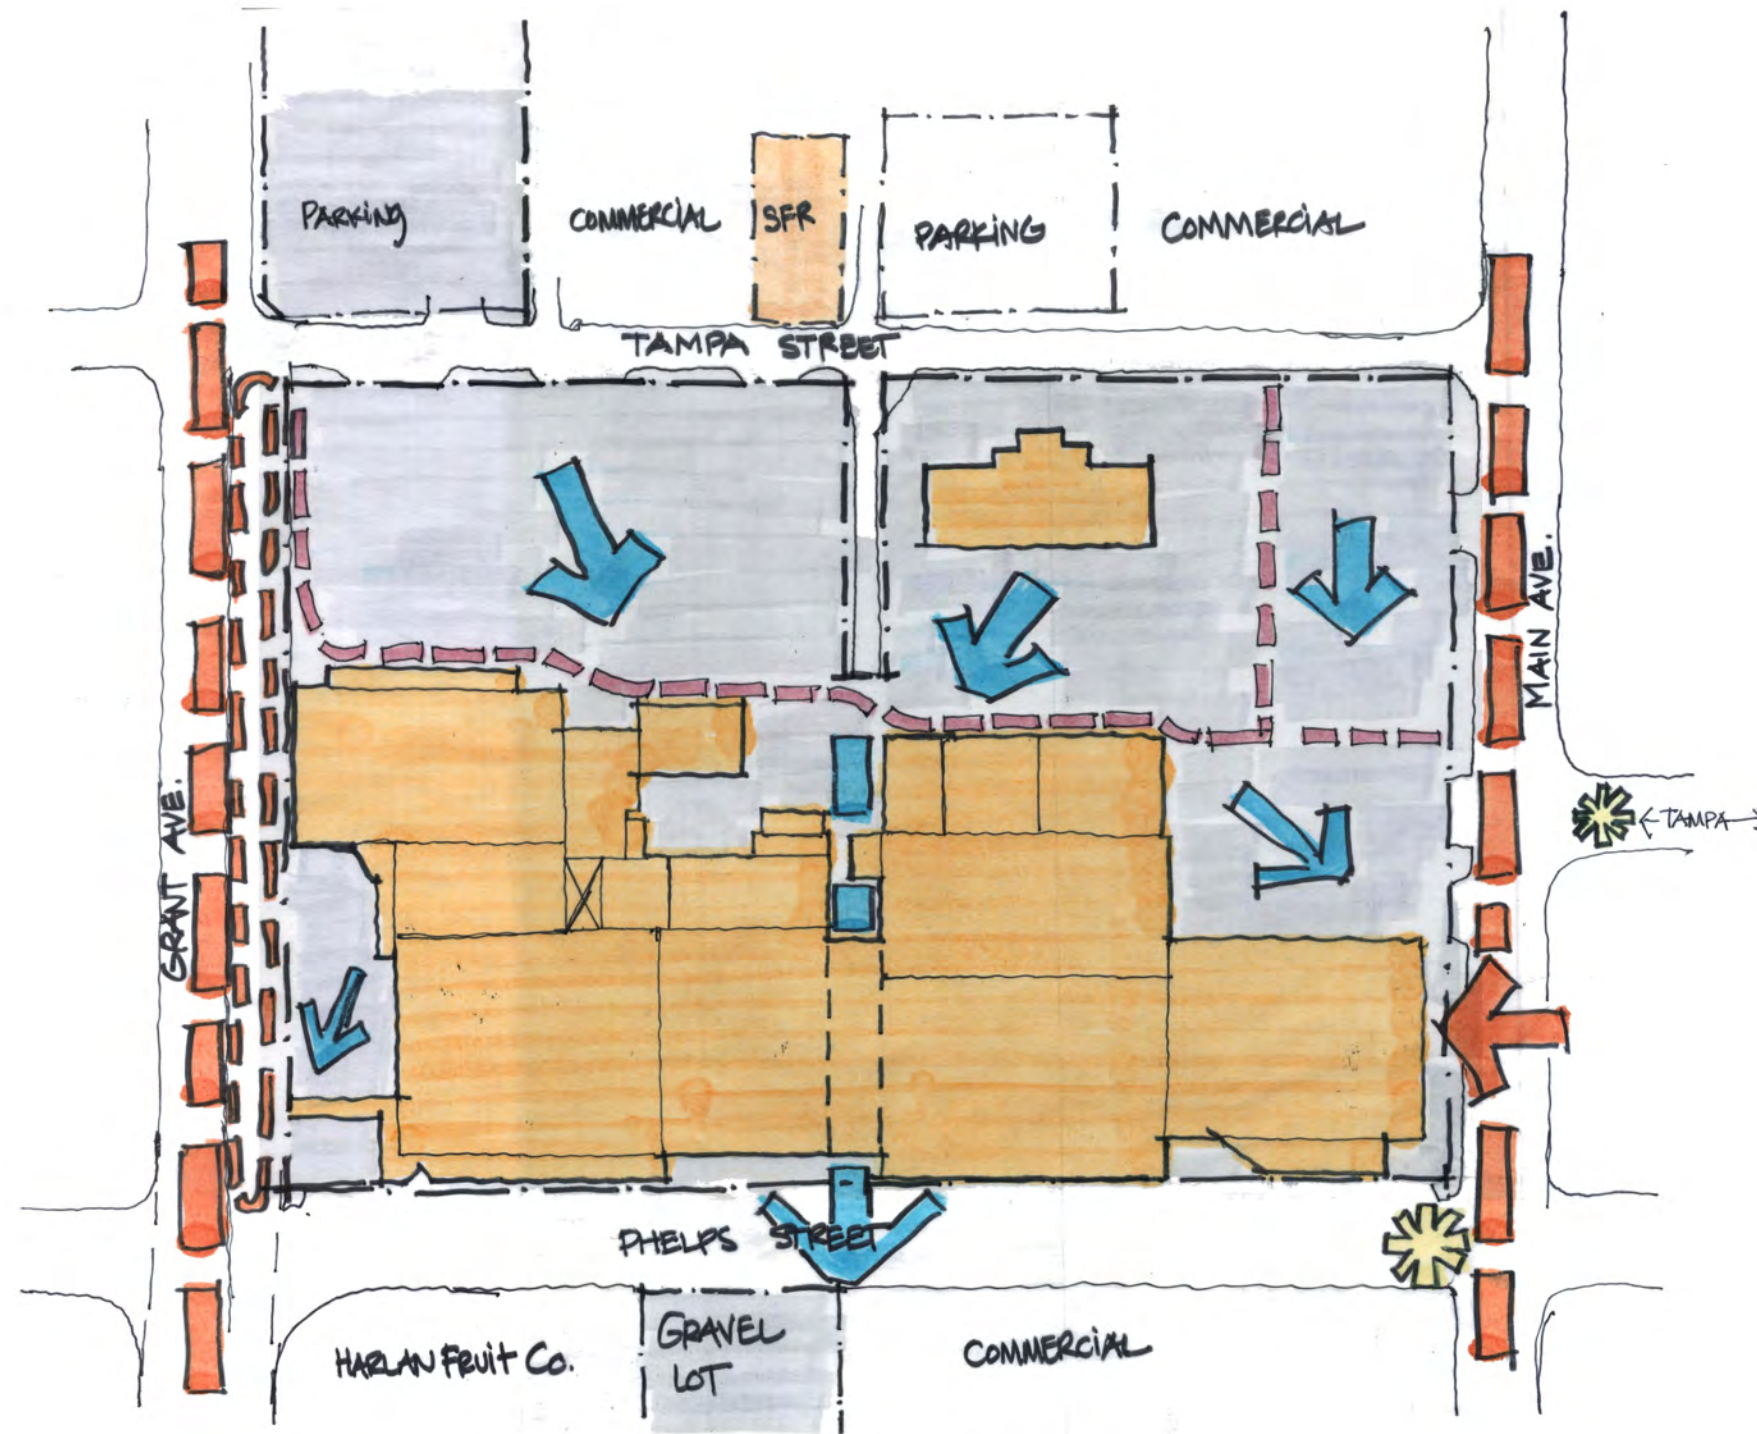 PARKING
COMMERCIAL
SFR
PARKING
COMMERCIAL
TAMPA STREET
MAIN AVE.
GRANT AVE.
←TAMPA→
PHELPS STREET
HARLAN FRUIT CO.
GRAVEL
LOT
COMMERCIAL